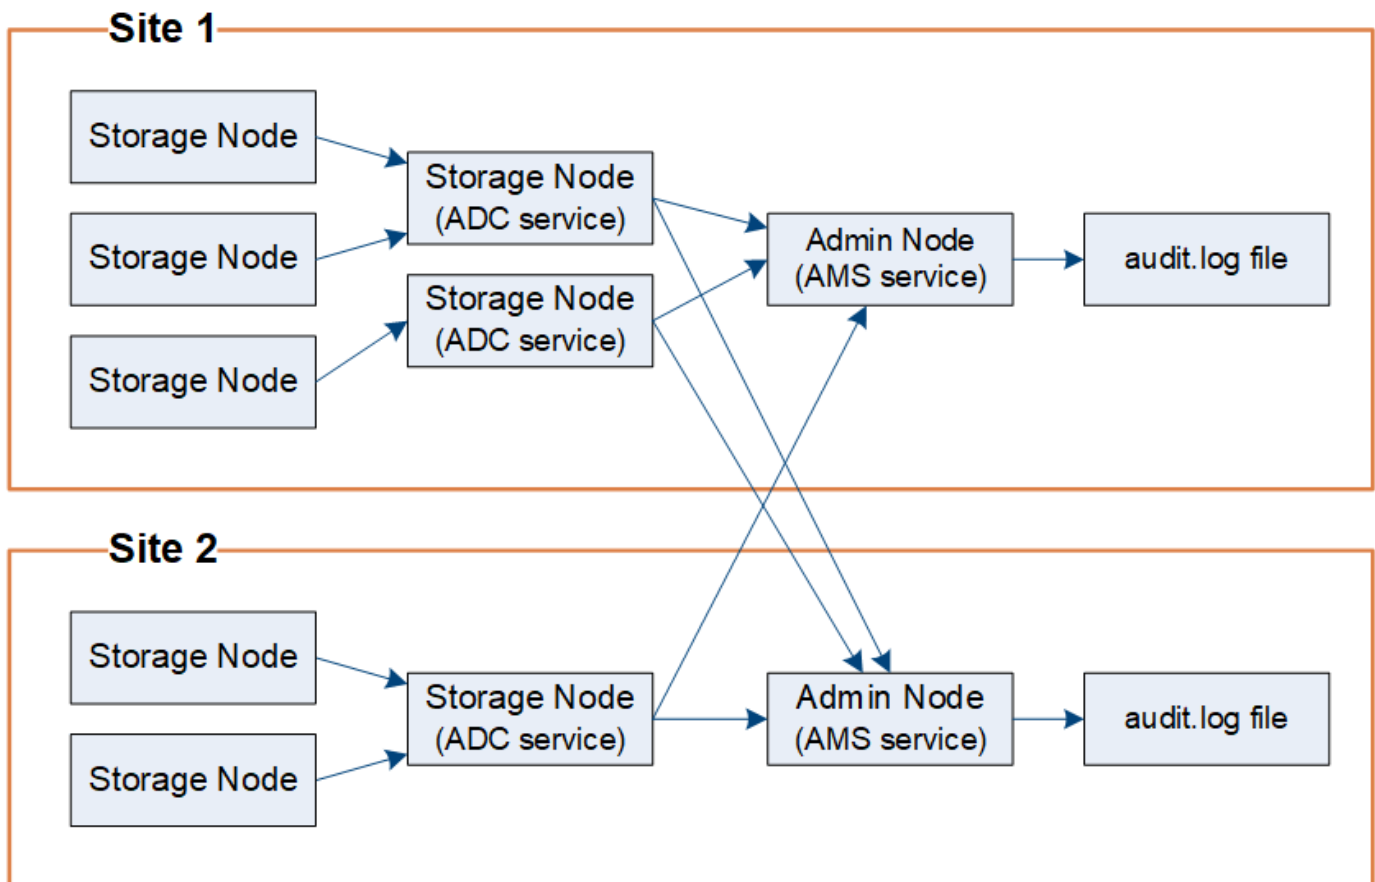 Site 1
Storage Node
Storage Node
Storage Node
Storage Node
(ADC service)
Storage Node
(ADC service)
Admin Node
(AMS service)
audit.log file
Site 2
Storage Node
Storage Node
Storage Node
(ADC service)
Admin Node
(AMS service)
audit.log file